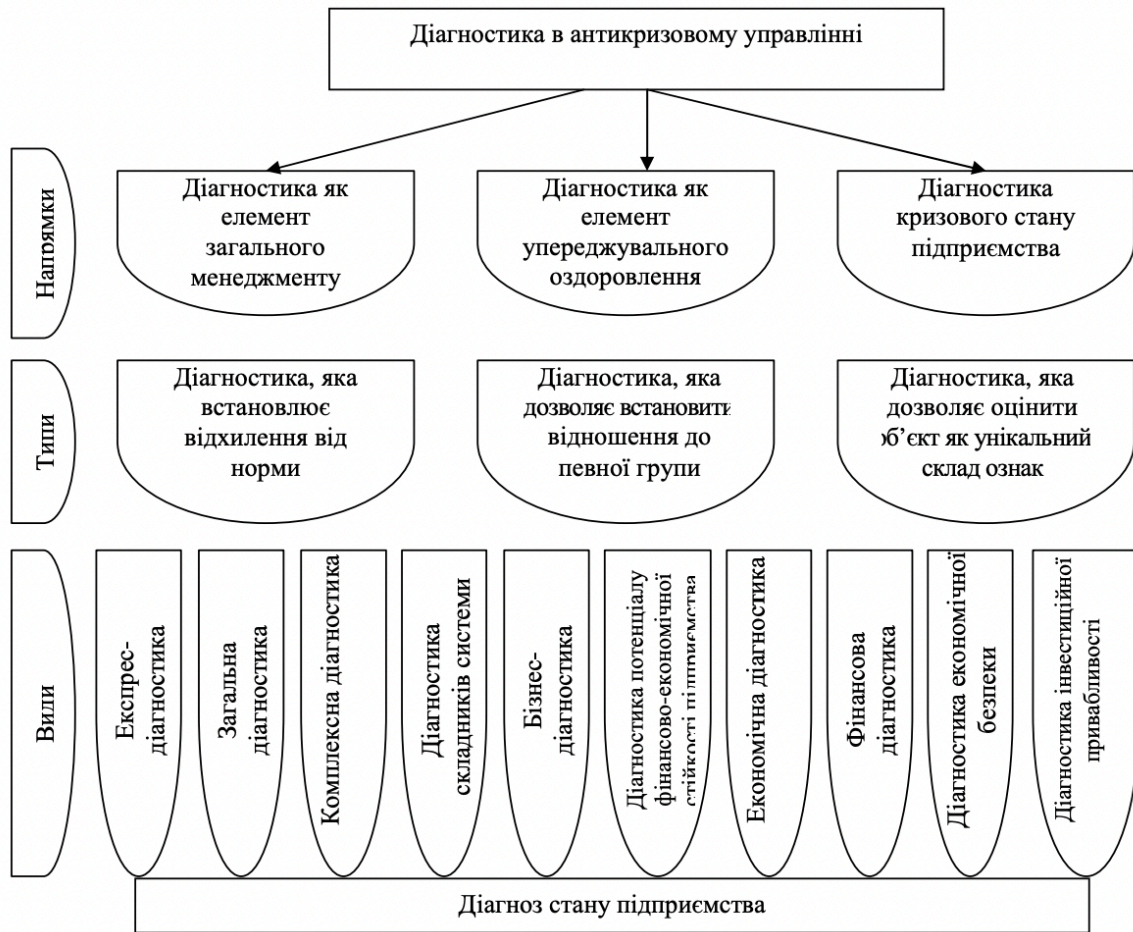 Діагностика в антикризовому управлінні
Напрямки
Діагностика як
елемент
загального
менеджменту
Діагностика як
елемент
упереджувального
оздоровлення
Діагностика
кризового стану
підприємства
Типи
Діагностика, яка
встановлює
відхилення від
норми
Діагностика, яка
дозволяє встановити
відношення до
певної групи
Діагностика, яка
дозволяє оцінити
об’єкт як унікальний
склад ознак
Види
Експрес-
діагностика
Загальна
діагностика
Комплексна діагностика
Діагностика
складників системи
Бізнес-
діагностика
Діагностика потенціалу
фінансово-економічної
стійкості підприємства
Економічна діагностика
Фінансова
діагностика
Діагностика економічної
безпеки
Діагностика інвестиційної
привабливості
Діагноз стану підприємства